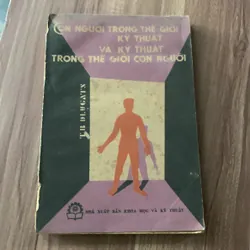 CON NGƯỜI TRONG THẾ GIỚI
KỸ THUẬT
VÀ KỸ THUẬT
TRONG THẾ GIỚI CON NGƯỜI
NHÀ XUẤT BẢN KHOA HỌC VÀ KỸ THUẬT